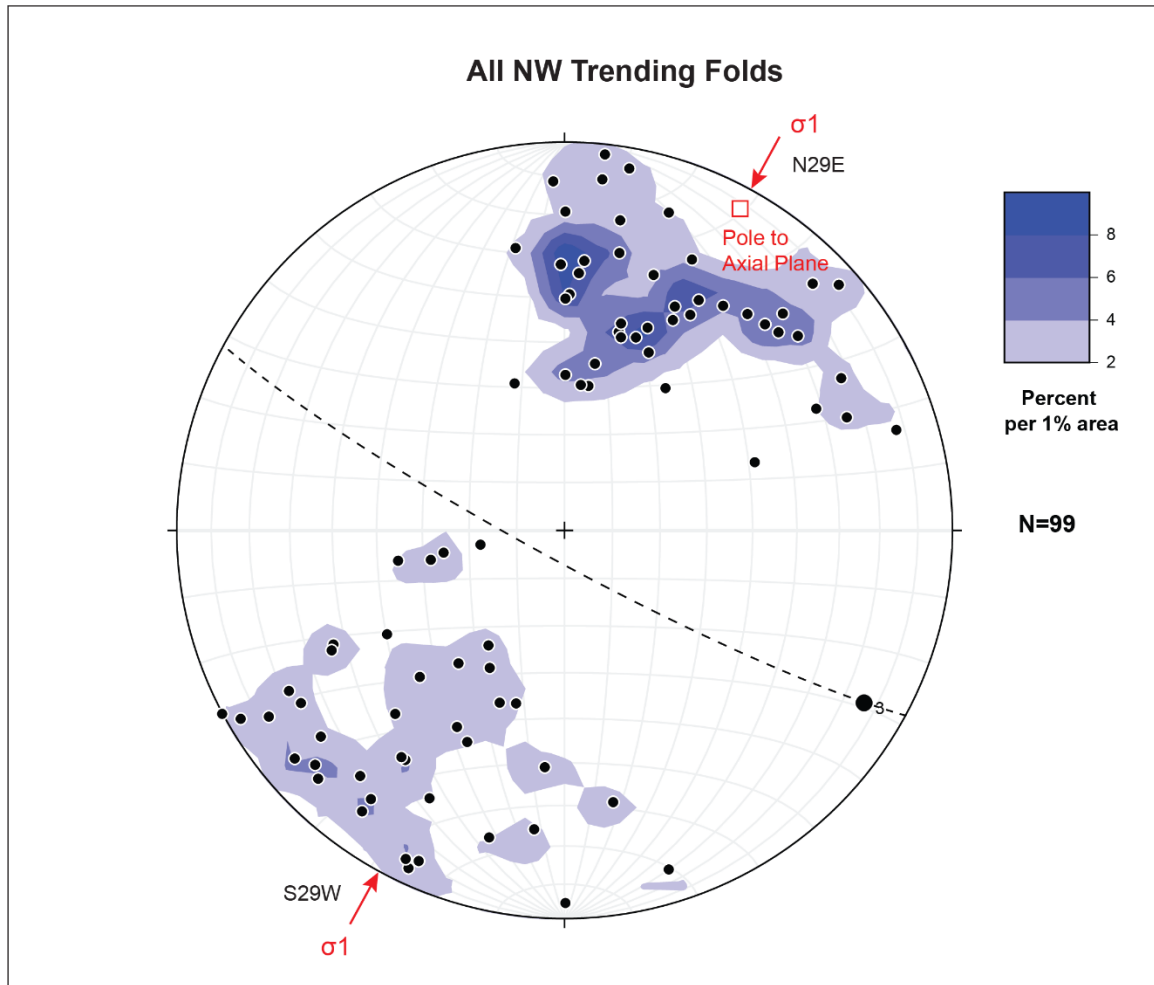 All NW Trending Folds
σ1
N29E
Pole to
Axial Plane
8
6
4
2
Percent
per 1% area
N=99
3
S29W
σ1